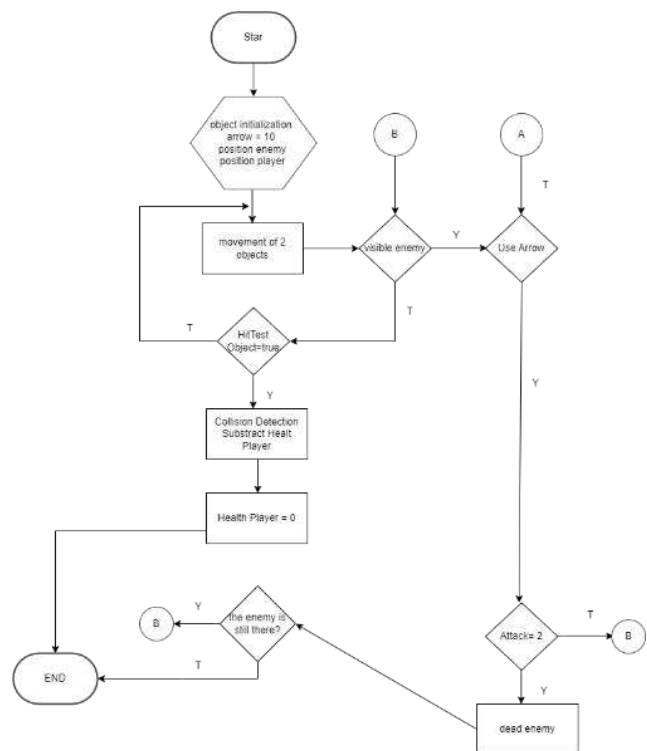 Star
object initialization
arrow = 10
position enemy
position player
B
A
T
movement of 2
objects
visible enemy
Y
Use Arrow
T
HitTest
Object=true
T
Y
Y
Collision Detection
Substract Healt
Player
Health Player = 0
B
Y
the enemy is
still there?
Attack= 2
T
B
END
T
Y
dead enemy